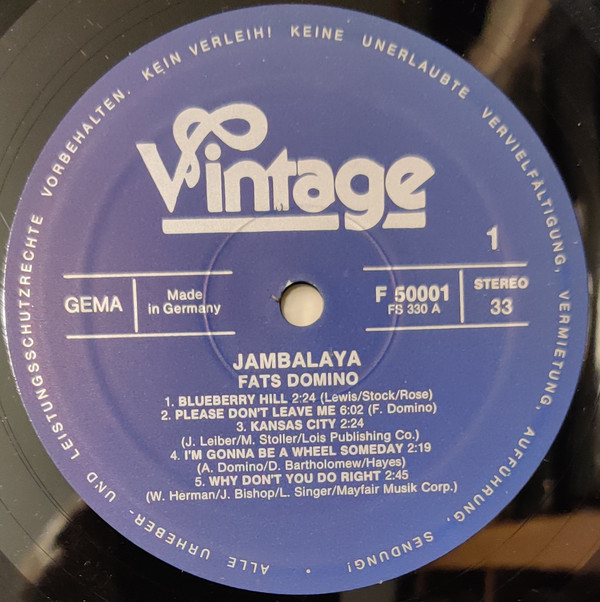 ALLE URHEBER- UND LEISTUNGSSCHUTZRECHTE VORBEHALTEN. KEIN VERLEIH! KEINE UNERLAUBTE VERVIELFÄLTIGUNG, VERMIETUNG, AUFFÜHRUNG, SENDUNG! •
Vintage
1
GEMA
Made
in Germany
F 50001
FS 330 A
STEREO
33
JAMBALAYA
FATS DOMINO
1. BLUEBERRY HILL 2:24 (Lewis/Stock/Rose)
2. PLEASE DON'T LEAVE ME 6:02 (F. Domino)
3. KANSAS CITY 2:24
(J. Leiber/M. Stoller/Lois Publishing Co.)
4. I'M GONNA BE A WHEEL SOMEDAY 2:19
(A. Domino/D. Bartholomew/Hayes)
5. WHY DON'T YOU DO RIGHT 2:45
(W. Herman/J. Bishop/L. Singer/Mayfair Musik Corp.)